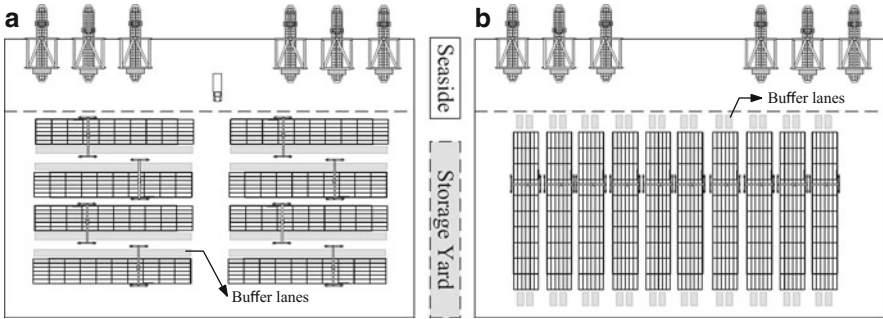 a
Buffer lanes
Seaside
Storage Yard
b
Buffer lanes